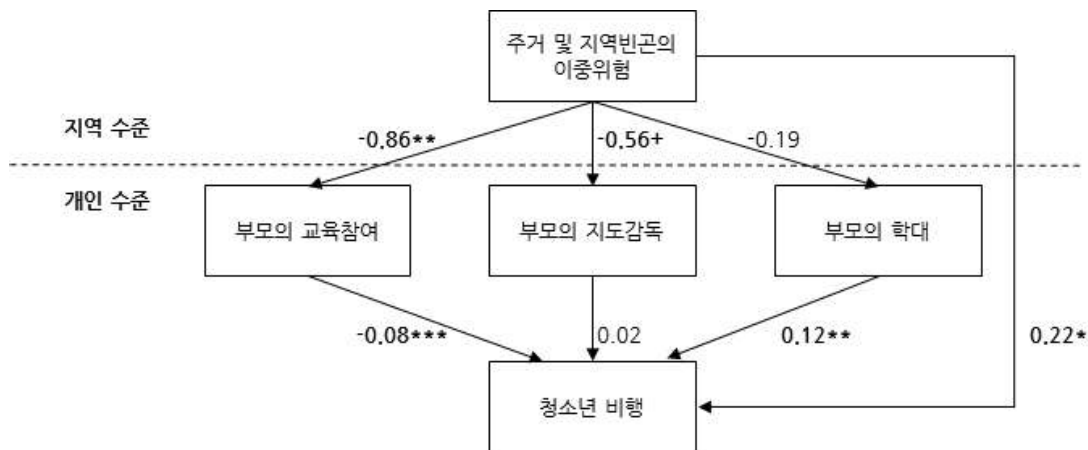 주거 및 지역빈곤의
이중위험
지역 수준
-0.86**
-0.56+
-0.19
개인 수준
부모의 교육참여
부모의 지도감독
부모의 학대
-0.08***
0.02
0.12**
0.22*
청소년 비행